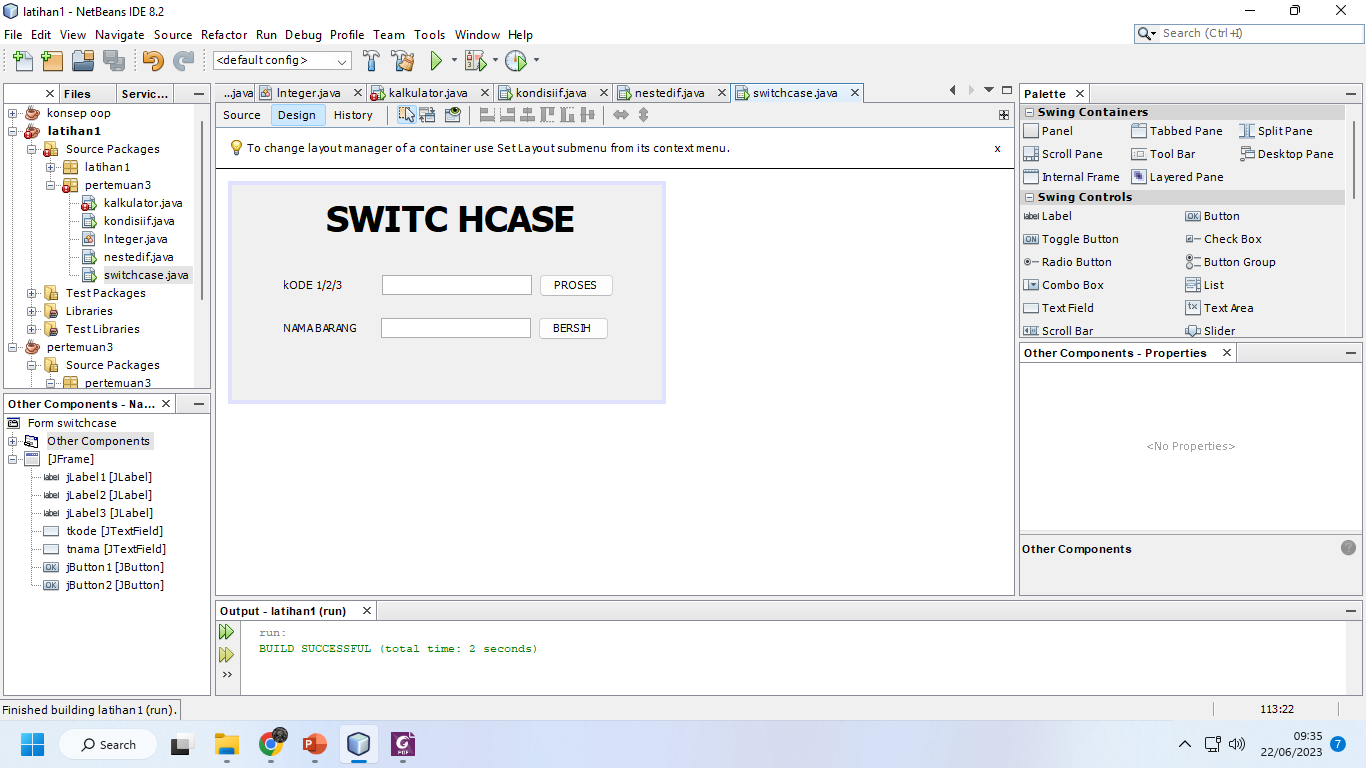 latihan1 - NetBeans IDE 8.2
File Edit View Navigate Source Refactor Run Debug Profile Team Tools Window Help
Search (Ctrl+I)
<default config>
Files Servic...
konsep oop
latihan1
Source Packages
latihan1
pertemuan3
kalkulator.java
kondisiif.java
Integer.java
nestedif.java
switchcase.java
Test Packages
Libraries
Test Libraries
pertemuan3
Source Packages
pertemuan3
Other Components - Na...
Form switchcase
Other Components
[JFrame]
jLabel1 [JLabel]
jLabel2 [JLabel]
jLabel3 [JLabel]
tkode [JTextField]
tnama [JTextField]
jButton1 [JButton]
jButton2 [JButton]
...java Integer.java kalkulator.java kondisiif.java nestedif.java switchcase.java
Source Design History
To change layout manager of a container use Set Layout submenu from its context menu. x
SWITC HCASE
kODE 1/2/3 PROSES
NAMA BARANG BERSIH
Palette
Swing Containers
Panel Tabbed Pane Split Pane
Scroll Pane Tool Bar Desktop Pane
Internal Frame Layered Pane
Swing Controls
Label Button
Toggle Button Check Box
Radio Button Button Group
Combo Box List
Text Field Text Area
Scroll Bar Slider
Other Components - Properties
<No Properties>
Other Components
Output - latihan1 (run)
run:
BUILD SUCCESSFUL (total time: 2 seconds)
Finished building latihan1 (run).
113:22
Search
09:35
22/06/2023
7